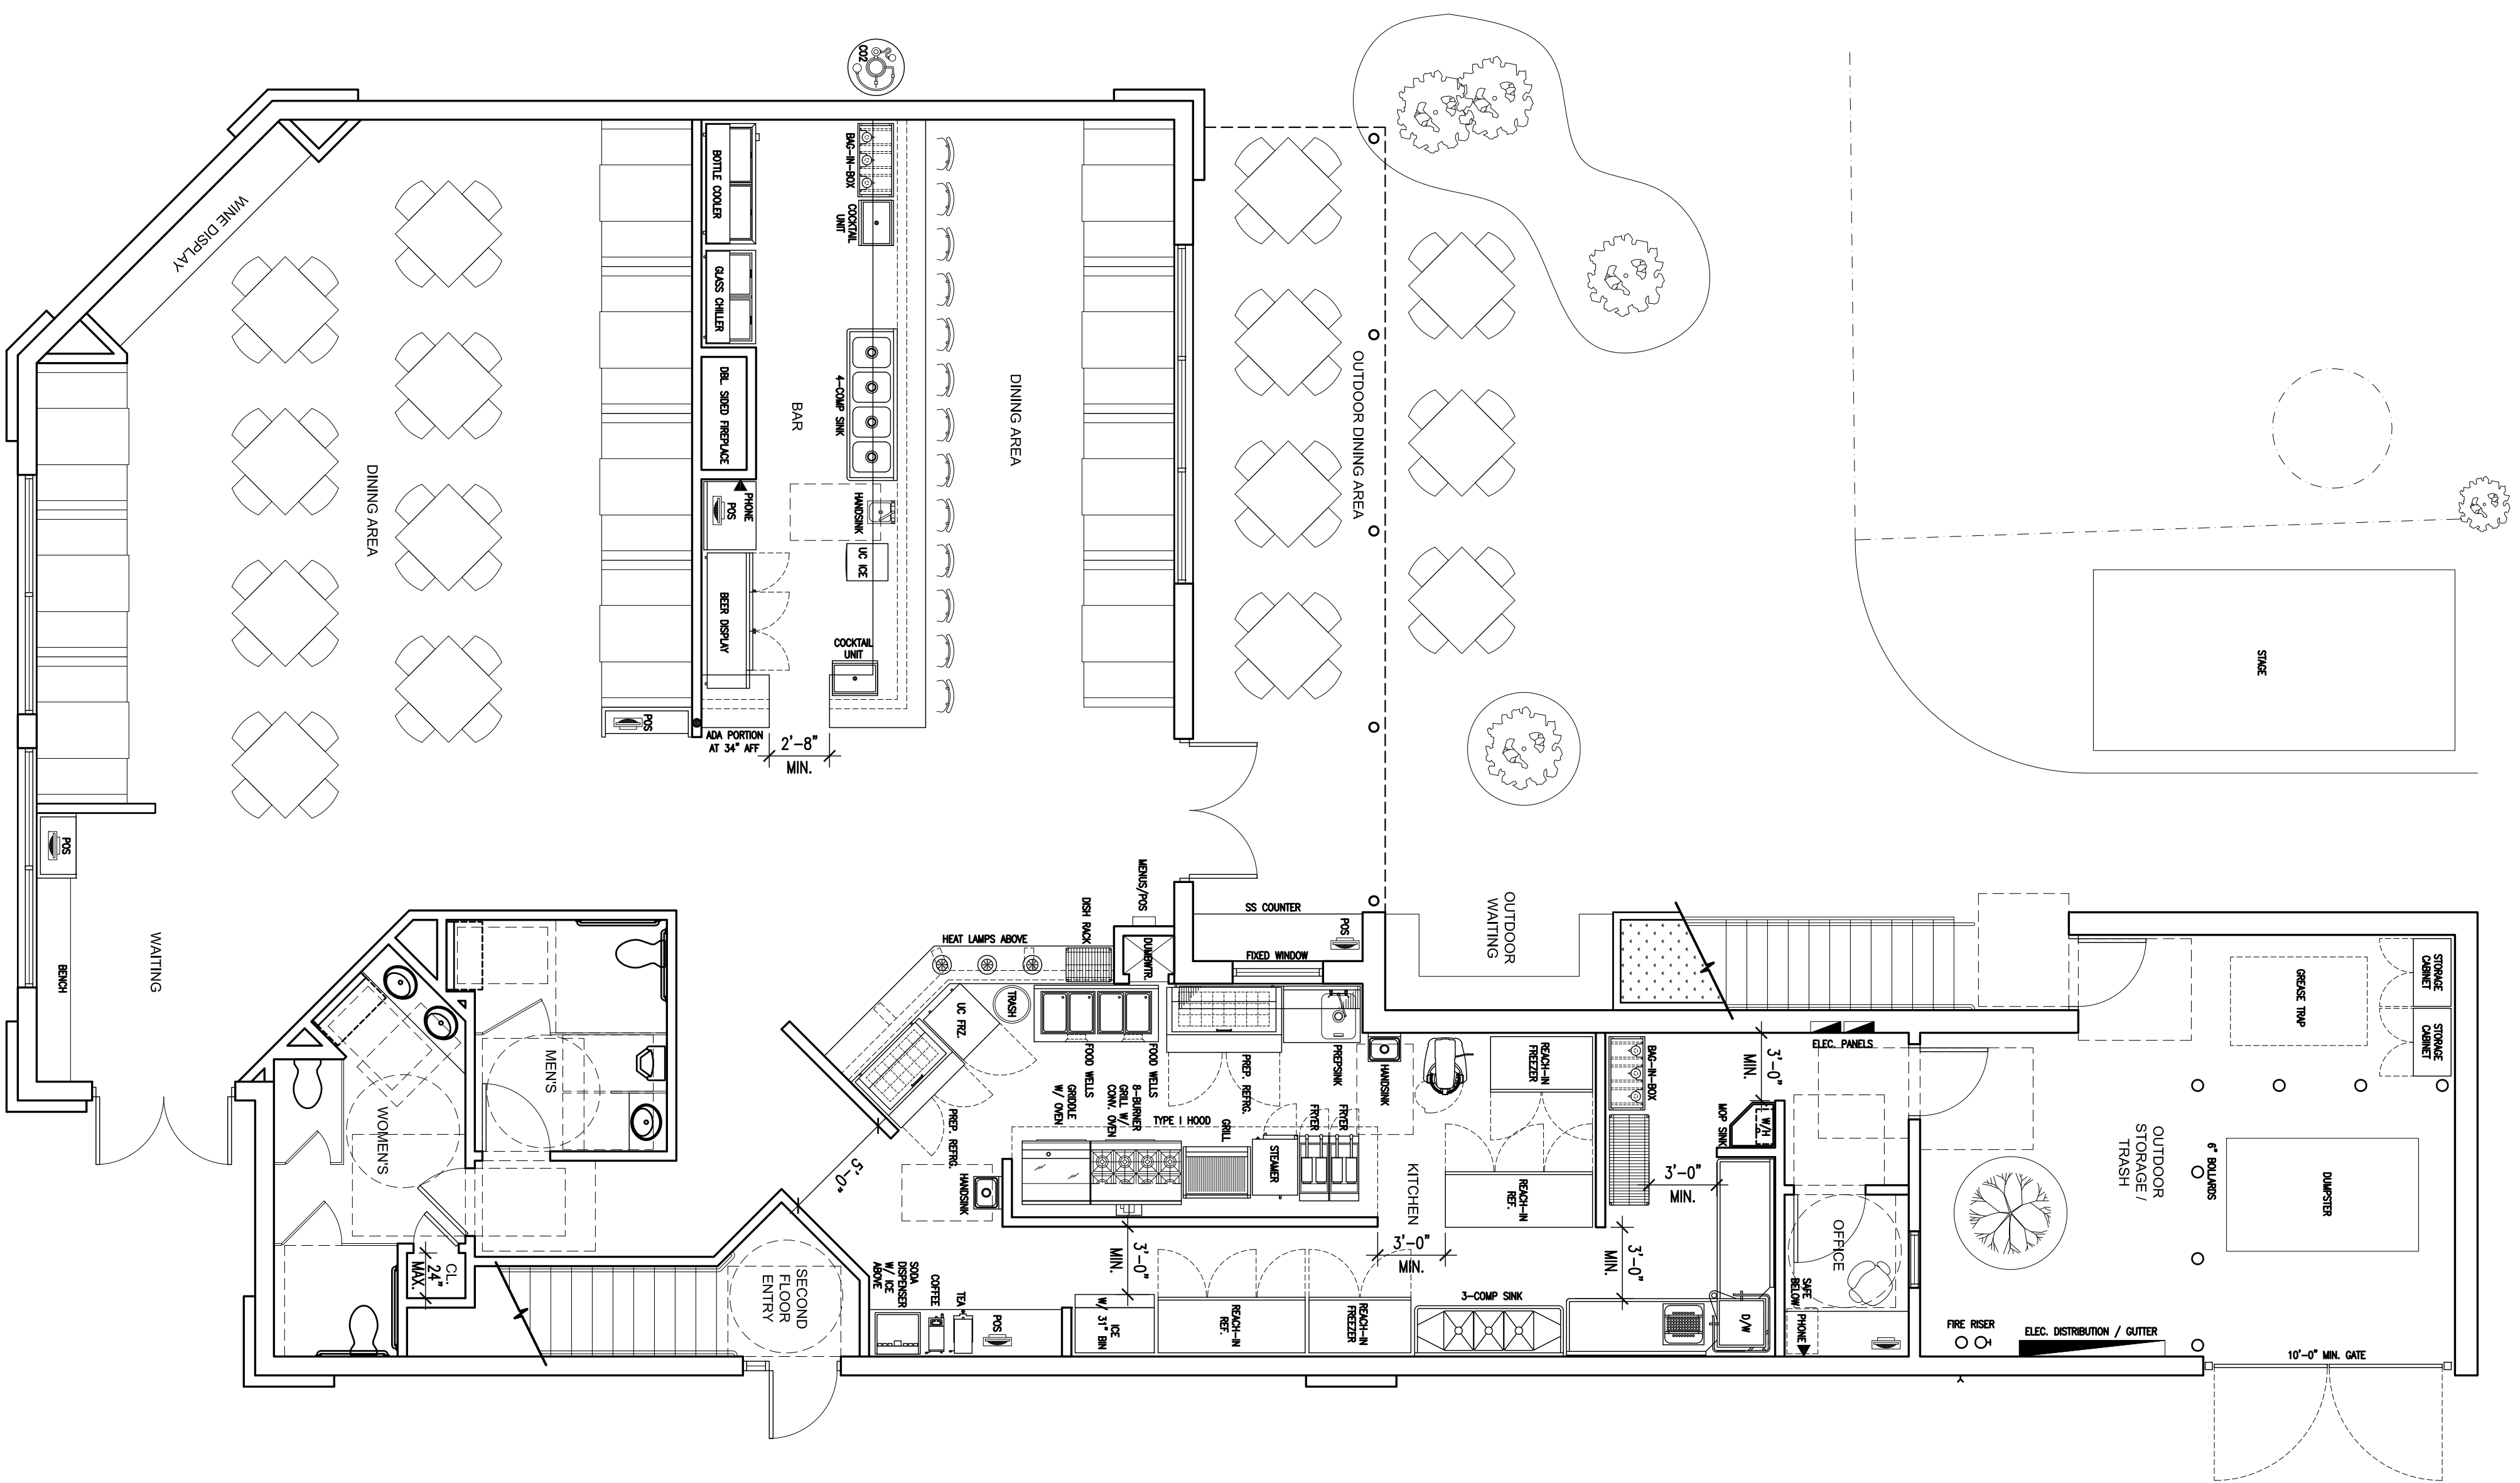 CO2
WINE DISPLAY
DINING AREA
BOTTLE COOLER
GLASS CHILLER
DBL. SIDED FIREPLACE
PHONE
POS
BEER DISPLAY
POS
ADA PORTION
AT 34" AFF
2'-8"
MIN.
BAR
BAG-IN-BOX
COCKTAIL
UNIT
4-COMP SINK
HANDSINK
UC ICE
COCKTAIL
UNIT
DINING AREA
OUTDOOR DINING AREA
STAGE
POS
BENCH
WAITING
WOMEN'S
MEN'S
CL.
24"
MAX.
SECOND
FLOOR
ENTRY
5'-0"
HEAT LAMPS ABOVE
DISH RACK
MENUS/POS
DUMBWTR.
SS COUNTER
POS
FIXED WINDOW
OUTDOOR
WAITING
UC FRZ.
TRASH
FOOD WELLS
FOOD WELLS
PREP. REFRG.
PREPSINK
HANDSINK
PREP. REFRG.
HANDSINK
GRIDDLE
W/ OVEN
8-BURNER
GRILL W/
CONV. OVEN
TYPE I HOOD
GRILL
STEAMER
FRYER
FRYER
KITCHEN
REACH-IN
FREEZER
REACH-IN
REF.
BAG-IN-BOX
ELEC. PANELS
3'-0"
MIN.
MOP SINK
W/H
3'-0"
MIN.
3'-0"
MIN.
3'-0"
MIN.
3'-0"
MIN.
SODA
DISPENSER
W/ ICE
ABOVE
COFFEE
TEA
POS
ICE
W/ 31" BIN
REACH-IN
REF.
REACH-IN
FREEZER
3-COMP SINK
D/W
OFFICE
SAFE
BELOW
PHONE
STORAGE
CABINET
STORAGE
CABINET
GREASE TRAP
OUTDOOR
STORAGE /
TRASH
6" BOLLARDS
DUMPSTER
FIRE RISER
ELEC. DISTRIBUTION / GUTTER
10'-0" MIN. GATE